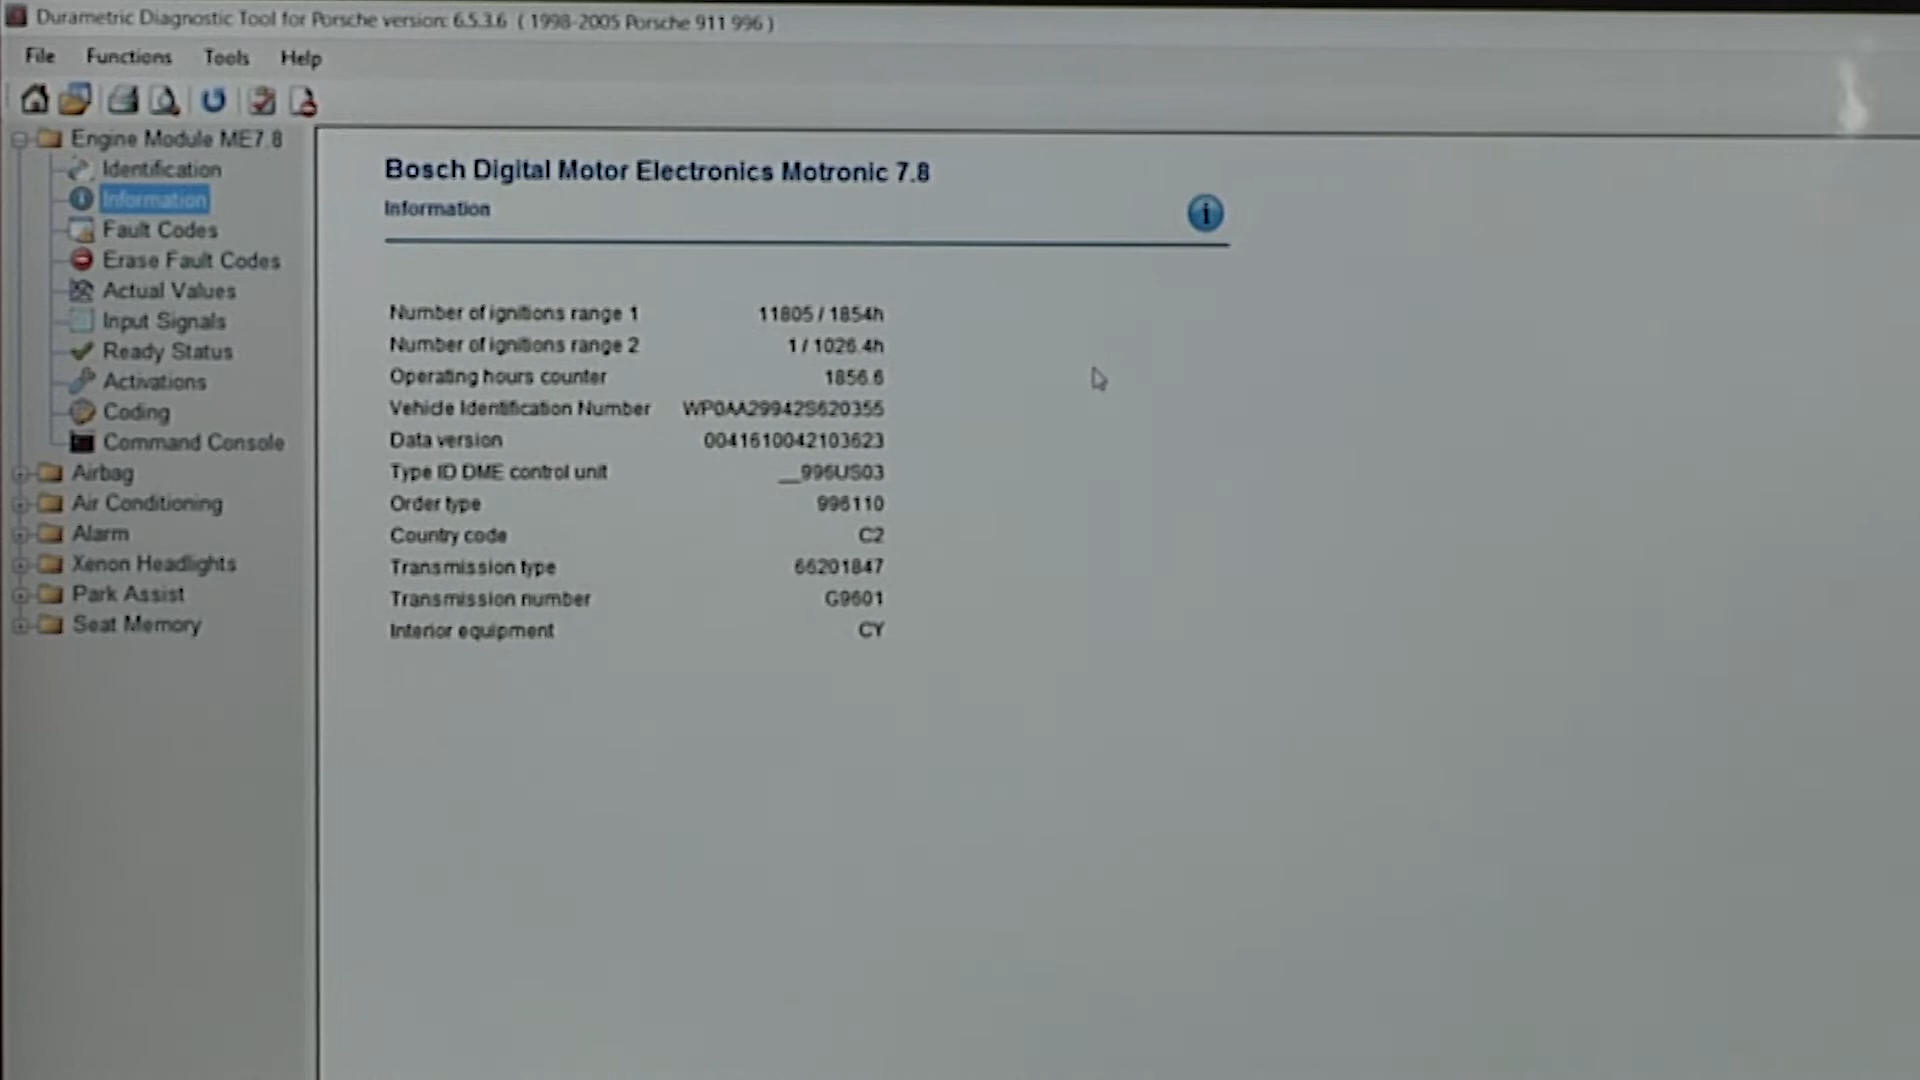 Durametric Diagnostic Tool for Porsche version: 6.5.3.6 ( 1998-2005 Porsche 911 996 )
File Functions Tools Help
Engine Module ME7.8
Identification
Information
Fault Codes
Erase Fault Codes
Actual Values
Input Signals
Ready Status
Activations
Coding
Command Console
Airbag
Air Conditioning
Alarm
Xenon Headlights
Park Assist
Seat Memory
Bosch Digital Motor Electronics Motronic 7.8
Information
Number of ignitions range 1 11805 / 1854h
Number of ignitions range 2 1 / 1026.4h
Operating hours counter 1856.6
Vehicle Identification Number WP0AA29942S620355
Data version 0041610042103623
Type ID DME control unit __996US03
Order type 996110
Country code C2
Transmission type 66201847
Transmission number G9601
Interior equipment CY